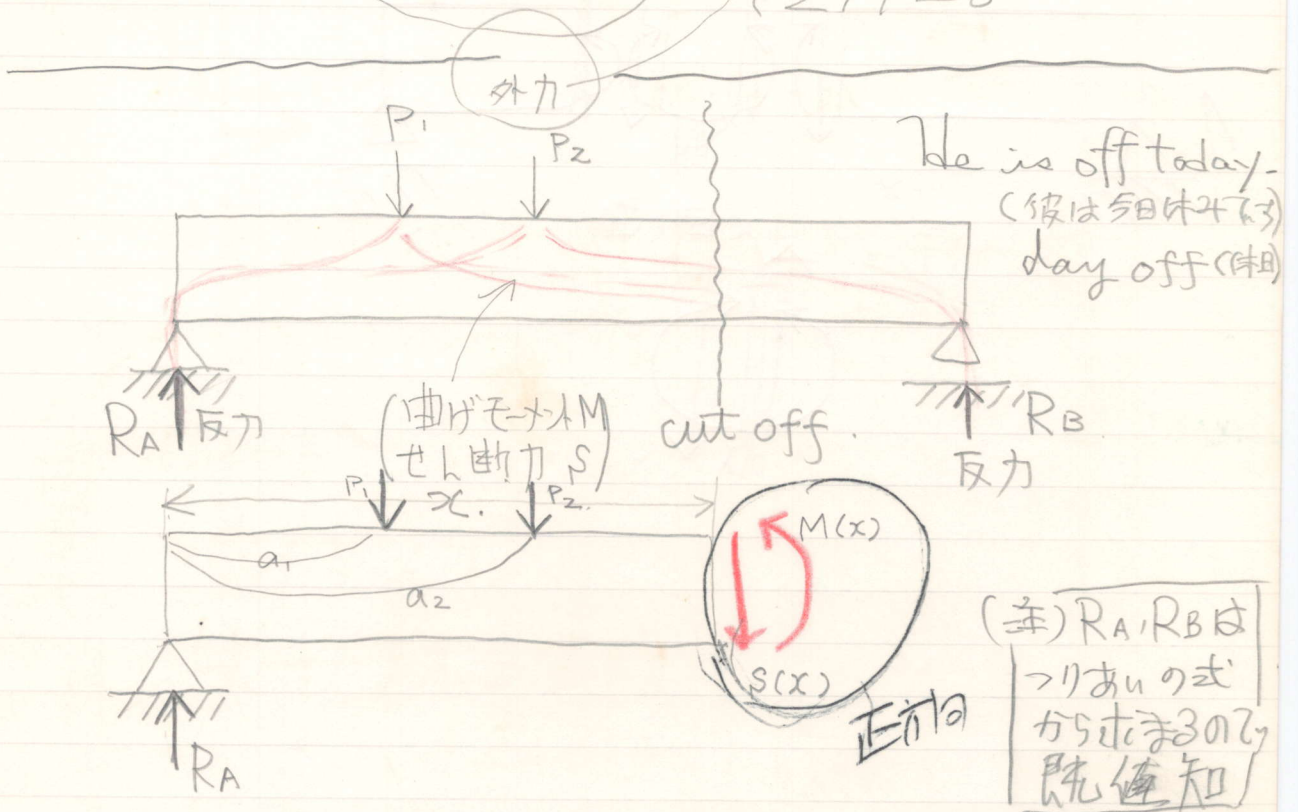 外力
P1
P2
He is off today.
(彼は今日休みです)
day off (休日)
RA 反力
(曲げモーメントM
せん断力 S)
cut off.
RB
反力
P1
x.
P2
a1
a2
M(x)
S(x)
正方向
RA
(注) RA, RBは
つりあいの式
から求まるので
既知